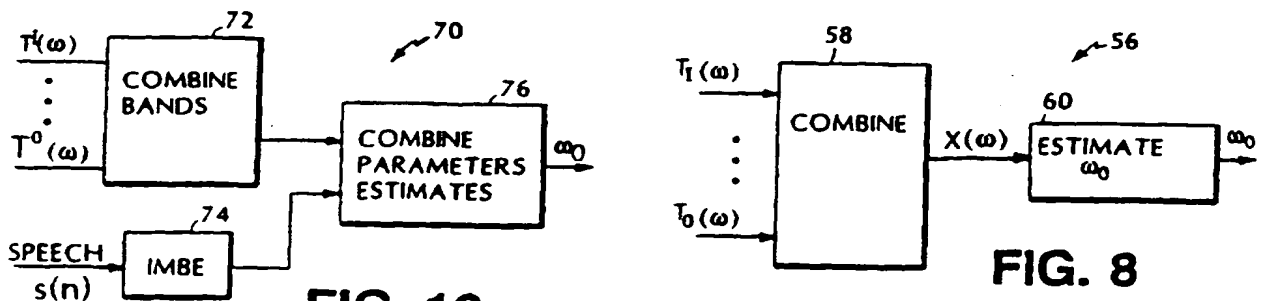 72
T^i(ω)
COMBINE
BANDS
T^0(ω)
70
76
COMBINE
PARAMETERS
ESTIMATES
ω₀
74
SPEECH
s(n)
IMBE
58
56
T_I(ω)
COMBINE
T_0(ω)
X(ω)
60
ESTIMATE
ω₀
ω₀
FIG. 8